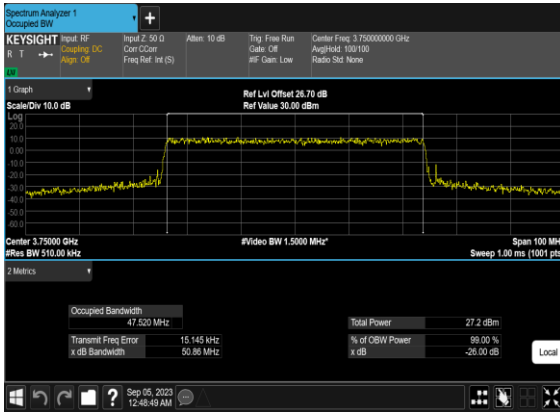 Spectrum Analyzer 1
Occupied BW
+
KEYSIGHT
R T
LW
Input: RF
Coupling: DC
Align: Off
Input Z: 50 Ω
Corr CCorr
Freq Ref: Int (S)
Atten: 10 dB
Trig: Free Run
Gate: Off
#IF Gain: Low
Center Freq: 3.750000000 GHz
Avg|Hold: 100/100
Radio Std: None
1 Graph
Scale/Div 10.0 dB
Ref Lvl Offset 26.70 dB
Ref Value 30.00 dBm
Log
20.0
10.0
0.00
-10.0
-20.0
-30.0
-40.0
-50.0
-60.0
Center 3.75000 GHz
#Res BW 510.00 kHz
#Video BW 1.5000 MHz*
Span 100 MH
Sweep 1.00 ms (1001 pts
2 Metrics
Occupied Bandwidth
47.520 MHz
Transmit Freq Error 15.145 kHz
x dB Bandwidth 50.86 MHz
Total Power 27.2 dBm
% of OBW Power 99.00 %
x dB -26.00 dB
Local
?
Sep 05, 2023
12:48:49 AM